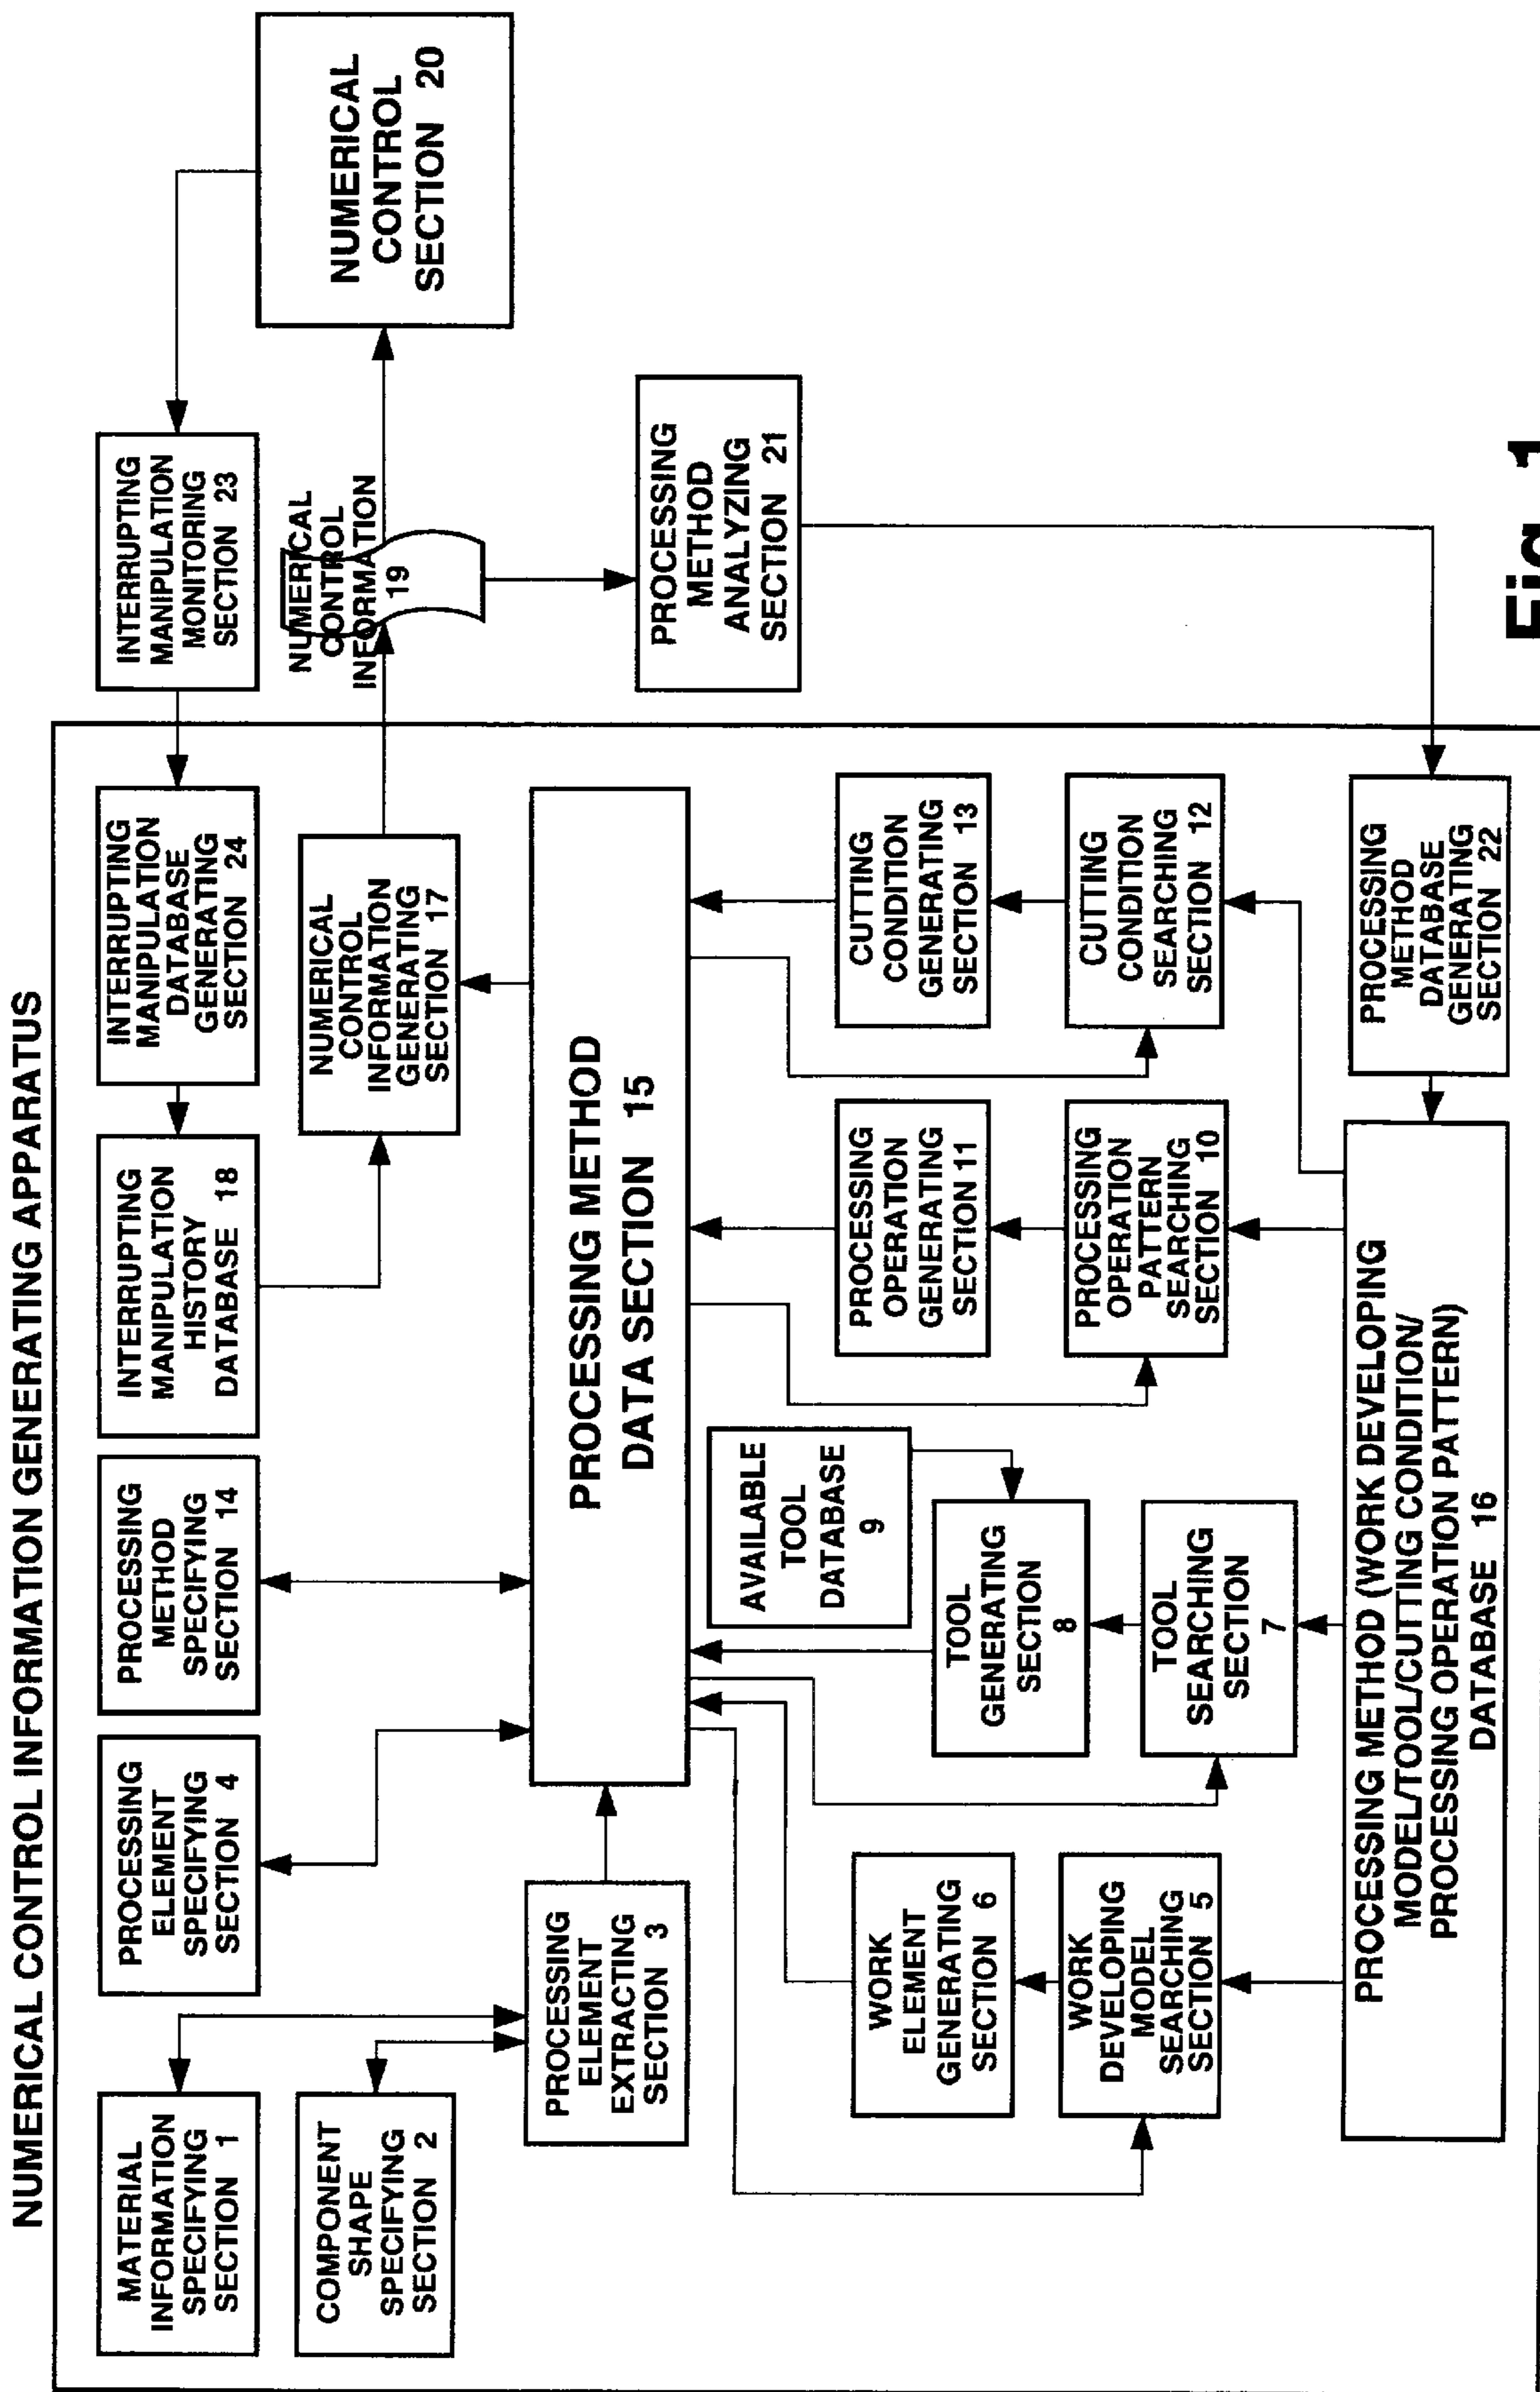 NUMERICAL CONTROL INFORMATION GENERATING APPARATUS
MATERIAL
INFORMATION
SPECIFYING
SECTION 1
PROCESSING
ELEMENT
SPECIFYING
SECTION 4
PROCESSING
METHOD
SPECIFYING
SECTION 14
INTERRUPTING
MANIPULATION
HISTORY
DATABASE 18
INTERRUPTING
MANIPULATION
DATABASE
GENERATING
SECTION 24
INTERRUPTING
MANIPULATION
MONITORING
SECTION 23
COMPONENT
SHAPE
SPECIFYING
SECTION 2
NUMERICAL
CONTROL
INFORMATION
GENERATING
SECTION 17
NUMERICAL
CONTROL
INFORMATION
19
NUMERICAL
CONTROL
SECTION 20
PROCESSING
ELEMENT
EXTRACTING
SECTION 3
PROCESSING METHOD
DATA SECTION 15
PROCESSING
METHOD
ANALYZING
SECTION 21
AVAILABLE
TOOL
DATABASE
9
WORK
ELEMENT
GENERATING
SECTION 6
TOOL
GENERATING
SECTION
8
PROCESSING
OPERATION
GENERATING
SECTION 11
CUTTING
CONDITION
GENERATING
SECTION 13
WORK
DEVELOPING
MODEL
SEARCHING
SECTION 5
TOOL
SEARCHING
SECTION
7
PROCESSING
OPERATION
PATTERN
SEARCHING
SECTION 10
CUTTING
CONDITION
SEARCHING
SECTION 12
PROCESSING METHOD (WORK DEVELOPING
MODEL/TOOL/CUTTING CONDITION/
PROCESSING OPERATION PATTERN)
DATABASE 16
PROCESSING
METHOD
DATABASE
GENERATING
SECTION 22
Fig. 1